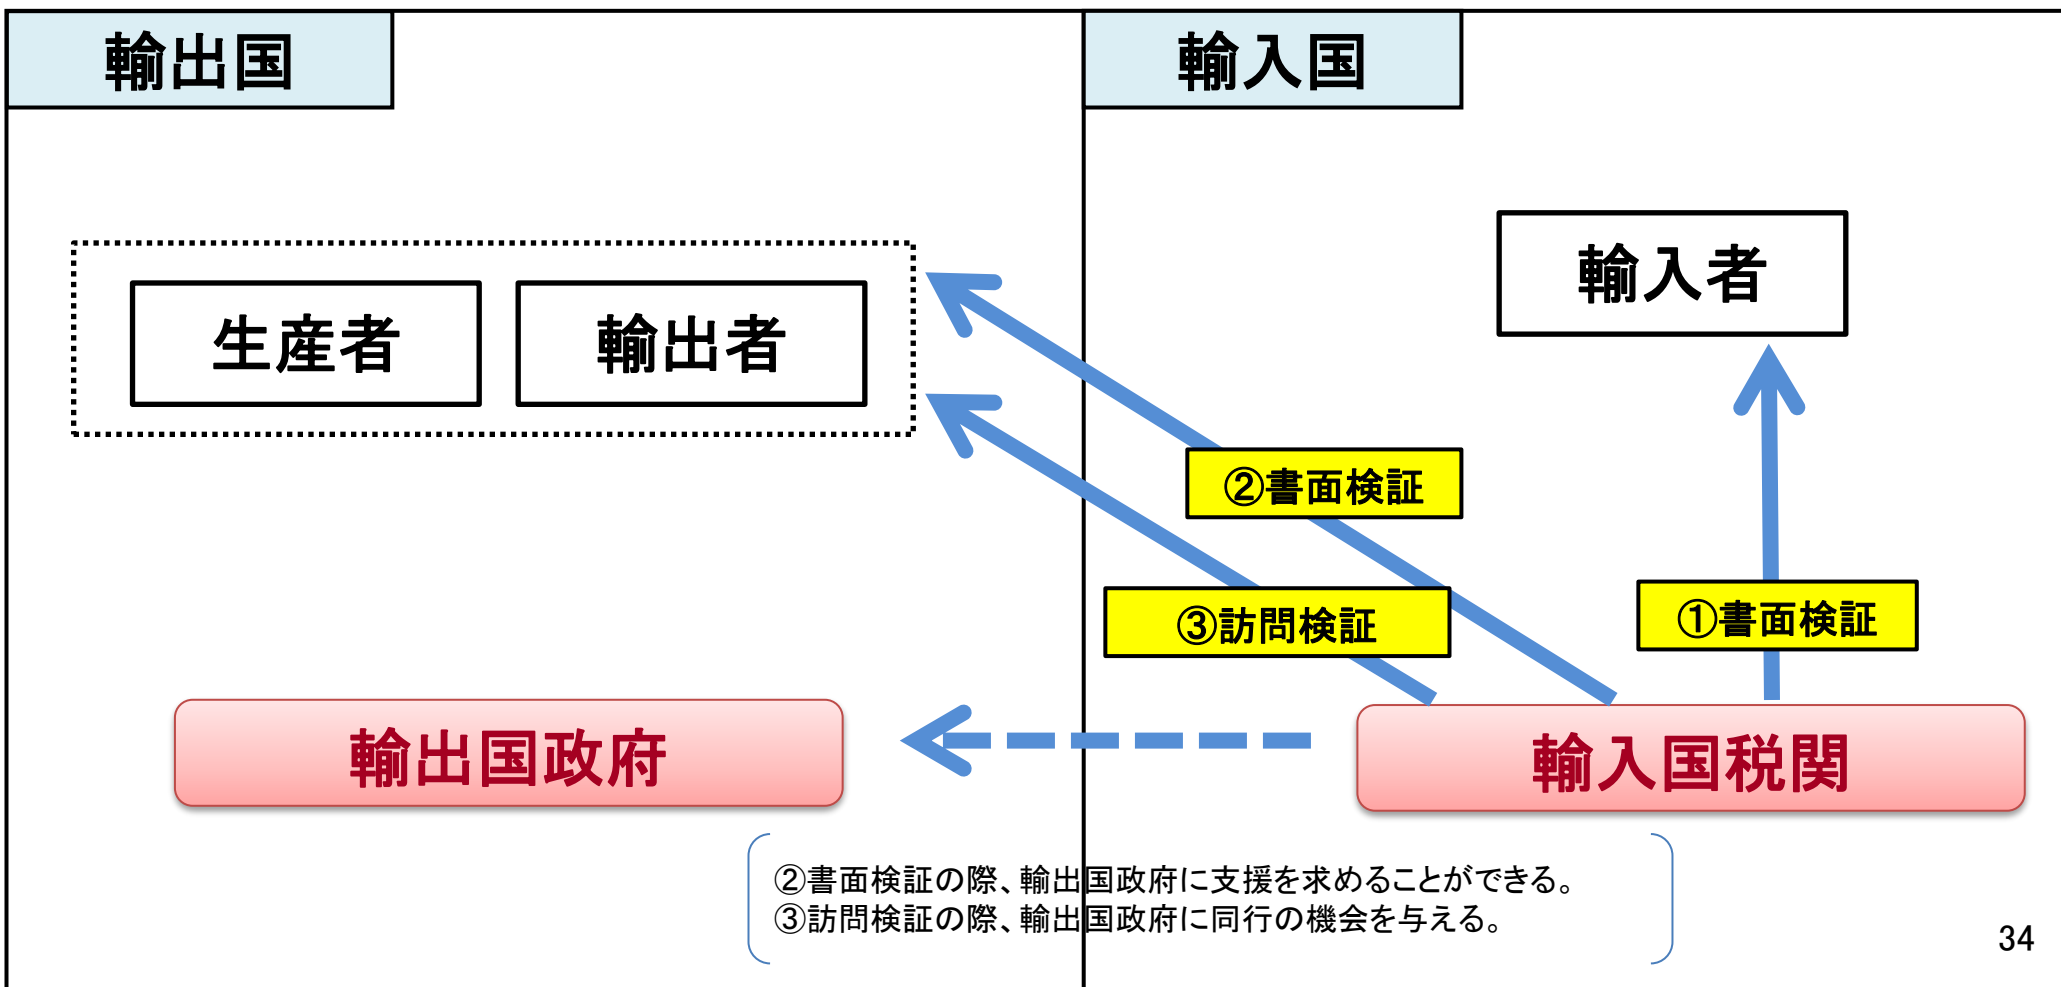 輸出国
輸入国
輸入者
生産者
輸出者
②書面検証
③訪問検証
①書面検証
輸出国政府
輸入国税関
②書面検証の際、輸出国政府に支援を求めることができる。
③訪問検証の際、輸出国政府に同行の機会を与える。
34